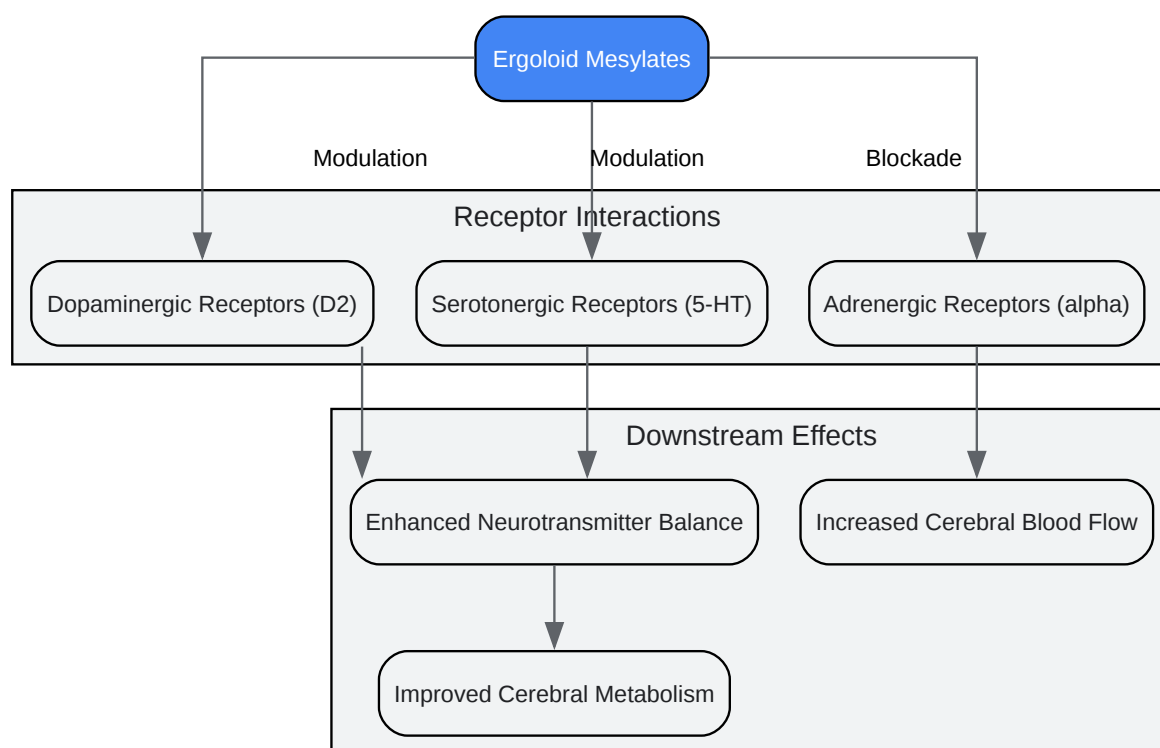 Ergoloid Mesylates
Modulation
Modulation
Blockade
Receptor Interactions
Dopaminergic Receptors (D2)
Serotonergic Receptors (5-HT)
Adrenergic Receptors (alpha)
Downstream Effects
Enhanced Neurotransmitter Balance
Increased Cerebral Blood Flow
Improved Cerebral Metabolism